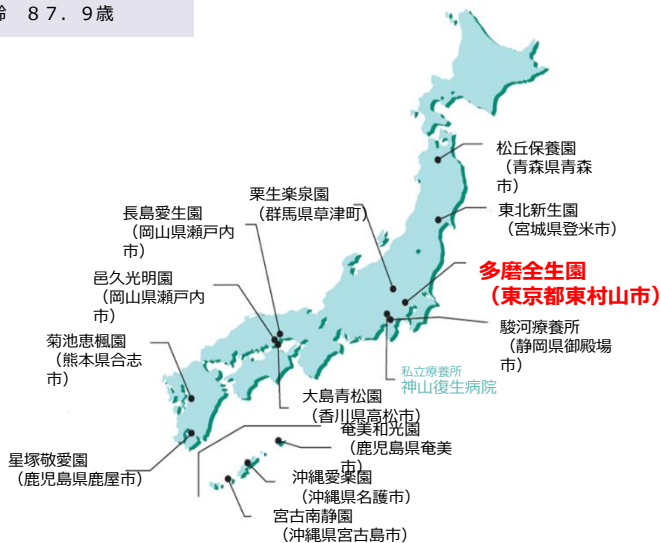 齢 87．9歳
松丘保養園
（青森県青森
市）
栗生楽泉園
（群馬県草津町）
東北新生園
（宮城県登米市）
長島愛生園
（岡山県瀬戸内
市）
多磨全生園
（東京都東村山市）
邑久光明園
（岡山県瀬戸内
市）
駿河療養所
（静岡県御殿場
市）
菊池恵楓園
（熊本県合志
市）
私立療養所
神山復生病院
大島青松園
（香川県高松市）
奄美和光園
（鹿児島県奄美
市）
星塚敬愛園
（鹿児島県鹿屋市）
沖縄愛楽園
（沖縄県名護市）
宮古南静園
（沖縄県宮古島市）